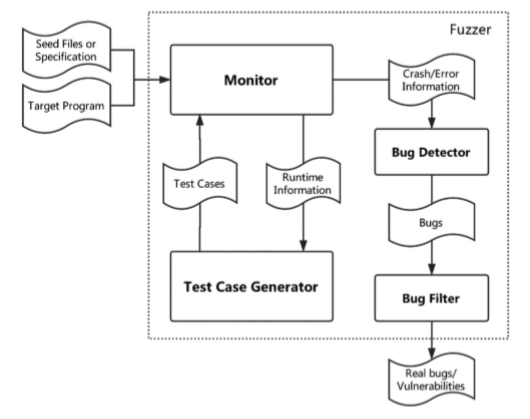 Fuzzer
Seed Files or
Specification
Target Program
Monitor
Crash/Error
Information
Bug Detector
Test Cases
Runtime
Information
Bugs
Test Case Generator
Bug Filter
Real bugs/
Vulnerabilities